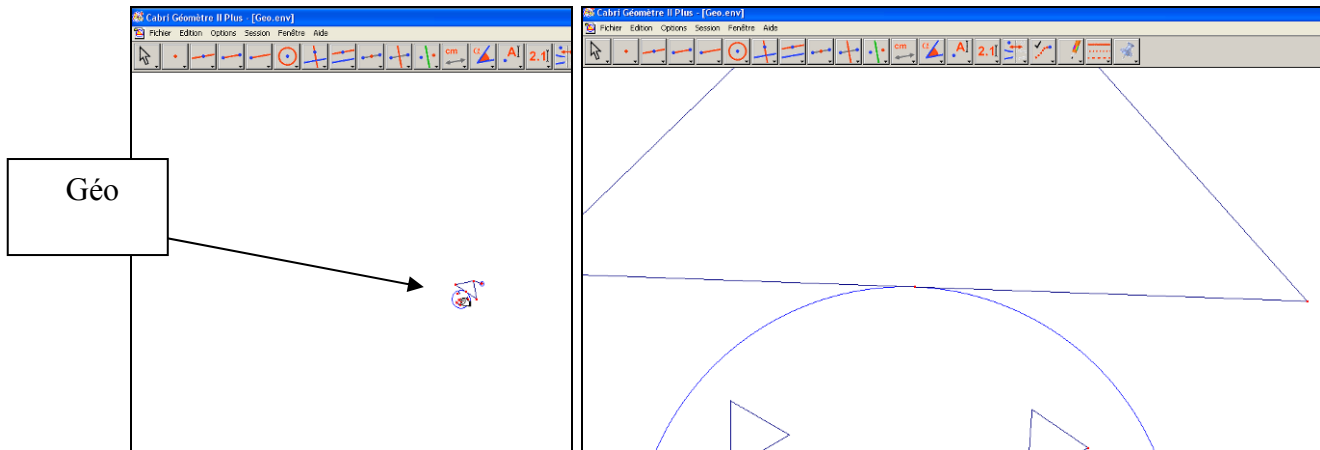 Cabri Géomètre II Plus - [Geo.env]
Fichier Edition Options Session Fenêtre Aide
cm A 2.1
Géo
Cabri Géomètre II Plus - [Geo.env]
Fichier Edition Options Session Fenêtre Aide
cm A 2.1